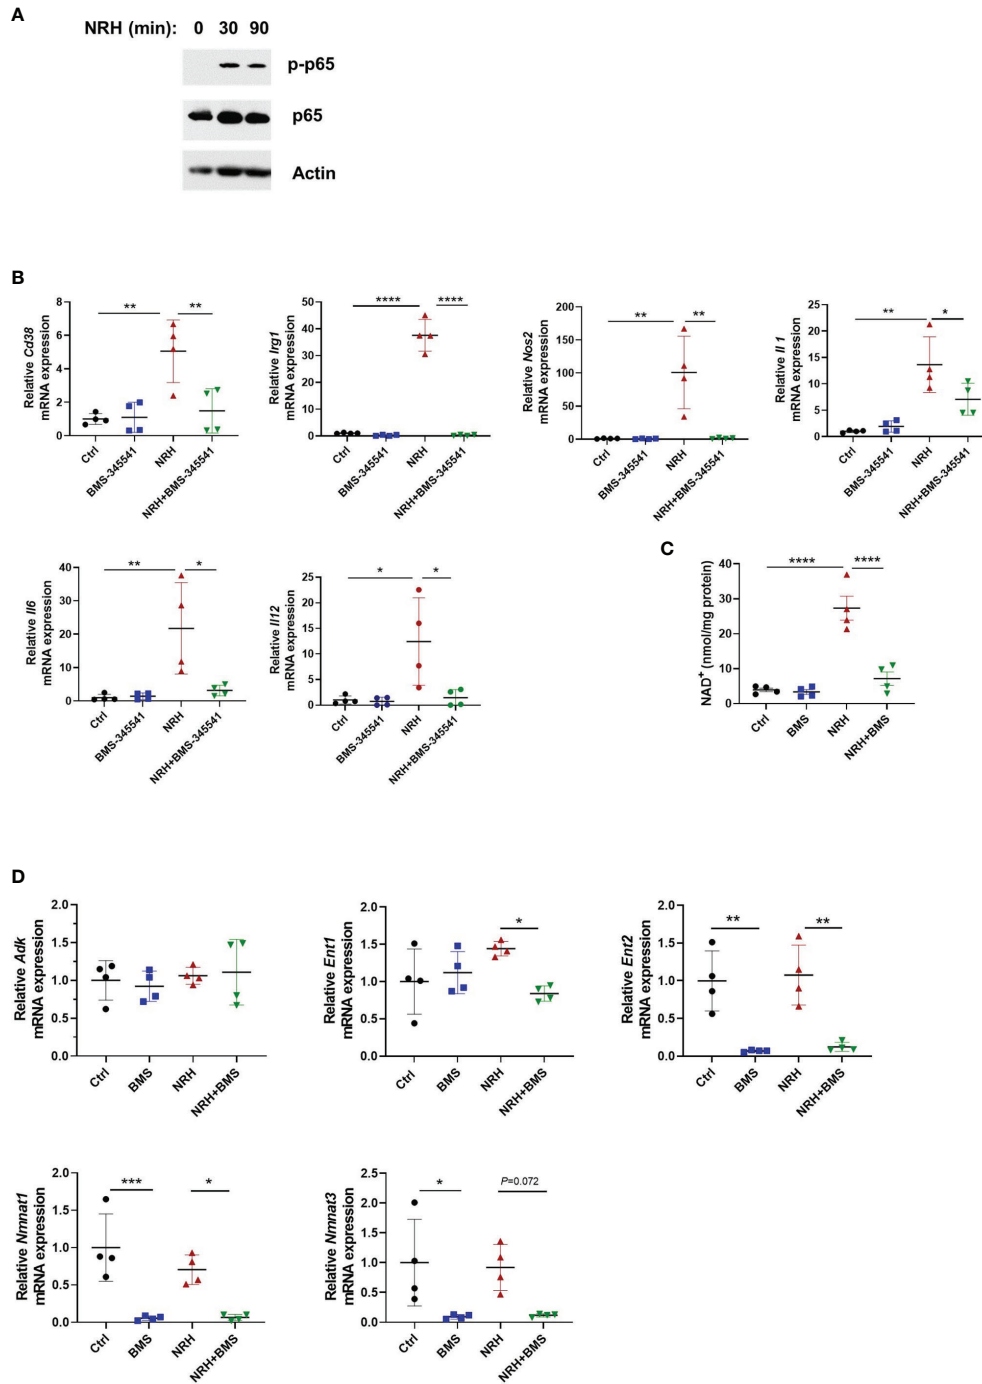 A
NRH (min): 0 30 90
p-p65
p65
Actin
B
Relative Cd38
mRNA expression
8
6
4
2
0
**
**
Ctrl
BMS-345541
NRH
NRH+BMS-345541
Relative Irg1
mRNA expression
50
40
30
20
10
0
****
****
Ctrl
BMS-345541
NRH
NRH+BMS-345541
Relative Nos2
mRNA expression
200
150
100
50
0
**
**
Ctrl
BMS-345541
NRH
NRH+BMS-345541
Relative Il 1
mRNA expression
25
20
15
10
5
0
**
*
Ctrl
BMS-345541
NRH
NRH+BMS-345541
Relative Il6
mRNA expression
40
30
20
10
0
**
*
Ctrl
BMS-345541
NRH
NRH+BMS-345541
Relative Il12
mRNA expression
25
20
15
10
5
0
*
*
Ctrl
BMS-345541
NRH
NRH+BMS-345541
C
NAD+ (nmol/mg protein)
40
30
20
10
0
****
****
Ctrl
BMS
NRH
NRH+BMS
D
Relative Adk
mRNA expression
2.0
1.5
1.0
0.5
0.0
Ctrl
BMS
NRH
NRH+BMS
Relative Ent1
mRNA expression
2.0
1.5
1.0
0.5
0.0
*
Ctrl
BMS
NRH
NRH+BMS
Relative Ent2
mRNA expression
2.0
1.5
1.0
0.5
0.0
**
**
Ctrl
BMS
NRH
NRH+BMS
Relative Nmnat1
mRNA expression
2.0
1.5
1.0
0.5
0.0
***
*
Ctrl
BMS
NRH
NRH+BMS
Relative Nmnat3
mRNA expression
2.5
2.0
1.5
1.0
0.5
0.0
*
P=0.072
Ctrl
BMS
NRH
NRH+BMS